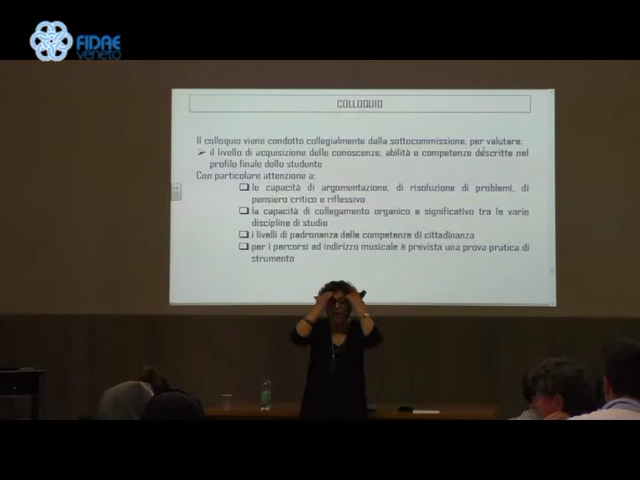 FIDAE
veneto
COLLOQUIO
Il colloquio viene condotto collegialmente dalla sottocommissione, per valutare:
➢ il livello di acquisizione delle conoscenze, abilità e competenze descritte nel
profilo finale dello studente
Con particolare attenzione a:
❑ le capacità di argomentazione, di risoluzione di problemi, di
pensiero critico e riflessivo
❑ la capacità di collegamento organico e significativo tra le varie
discipline di studio
❑ i livelli di padronanza delle competenze di cittadinanza
❑ per i percorsi ad indirizzo musicale è prevista una prova pratica di
strumento